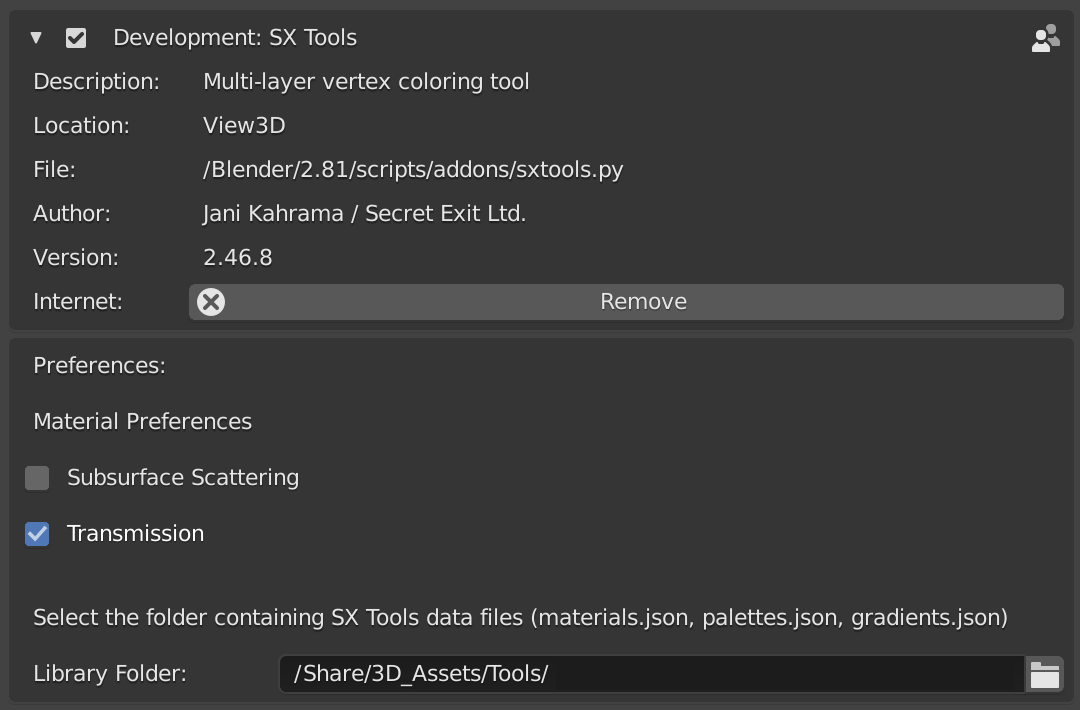 Development: SX Tools
Description: Multi-layer vertex coloring tool
Location: View3D
File: /Blender/2.81/scripts/addons/sxtools.py
Author: Jani Kahrama / Secret Exit Ltd.
Version: 2.46.8
Internet: Remove
Preferences:
Material Preferences
Subsurface Scattering
Transmission
Select the folder containing SX Tools data files (materials.json, palettes.json, gradients.json)
Library Folder: /Share/3D_Assets/Tools/